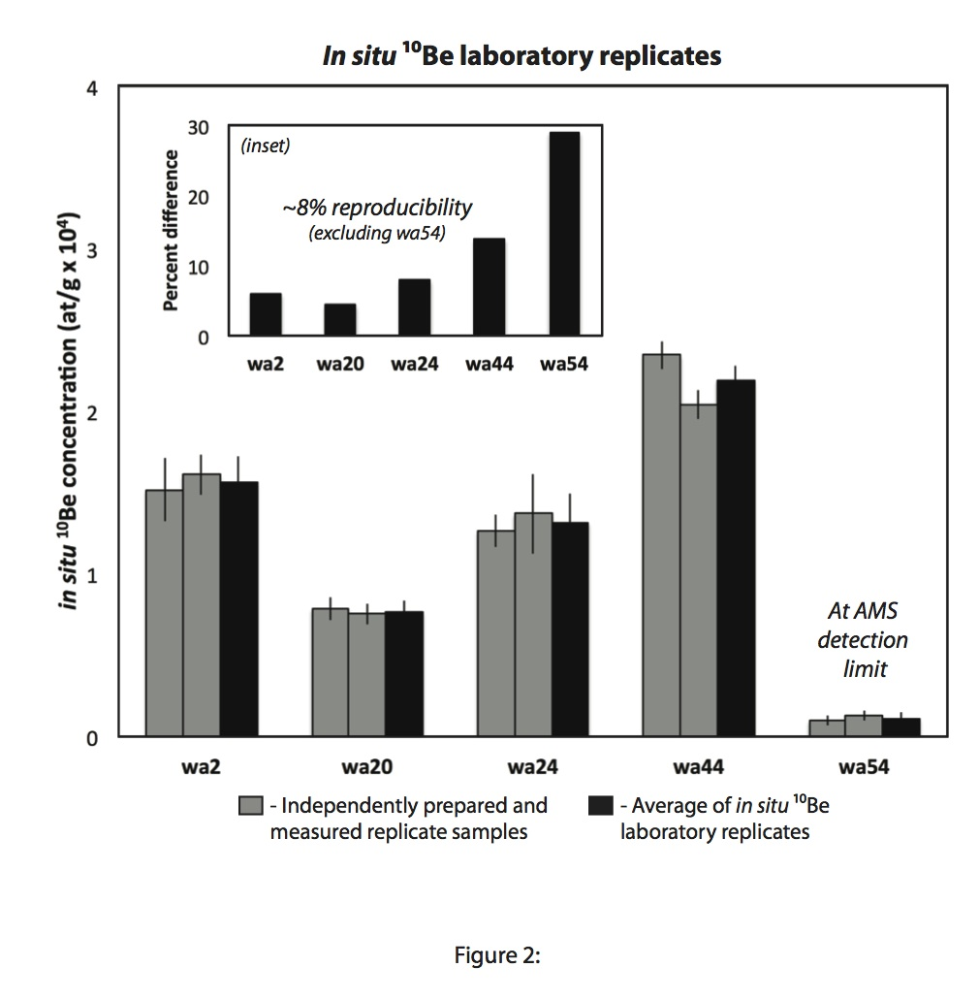 In situ ¹⁰Be laboratory replicates
in situ ¹⁰Be concentration (at/g x 10⁴)
4
3
2
1
0
Percent difference
30
20
10
0
(inset)
~8% reproducibility
(excluding wa54)
wa2 wa20 wa24 wa44 wa54
At AMS
detection
limit
wa2 wa20 wa24 wa44 wa54
- Independently prepared and
measured replicate samples
- Average of in situ ¹⁰Be
laboratory replicates
Figure 2: